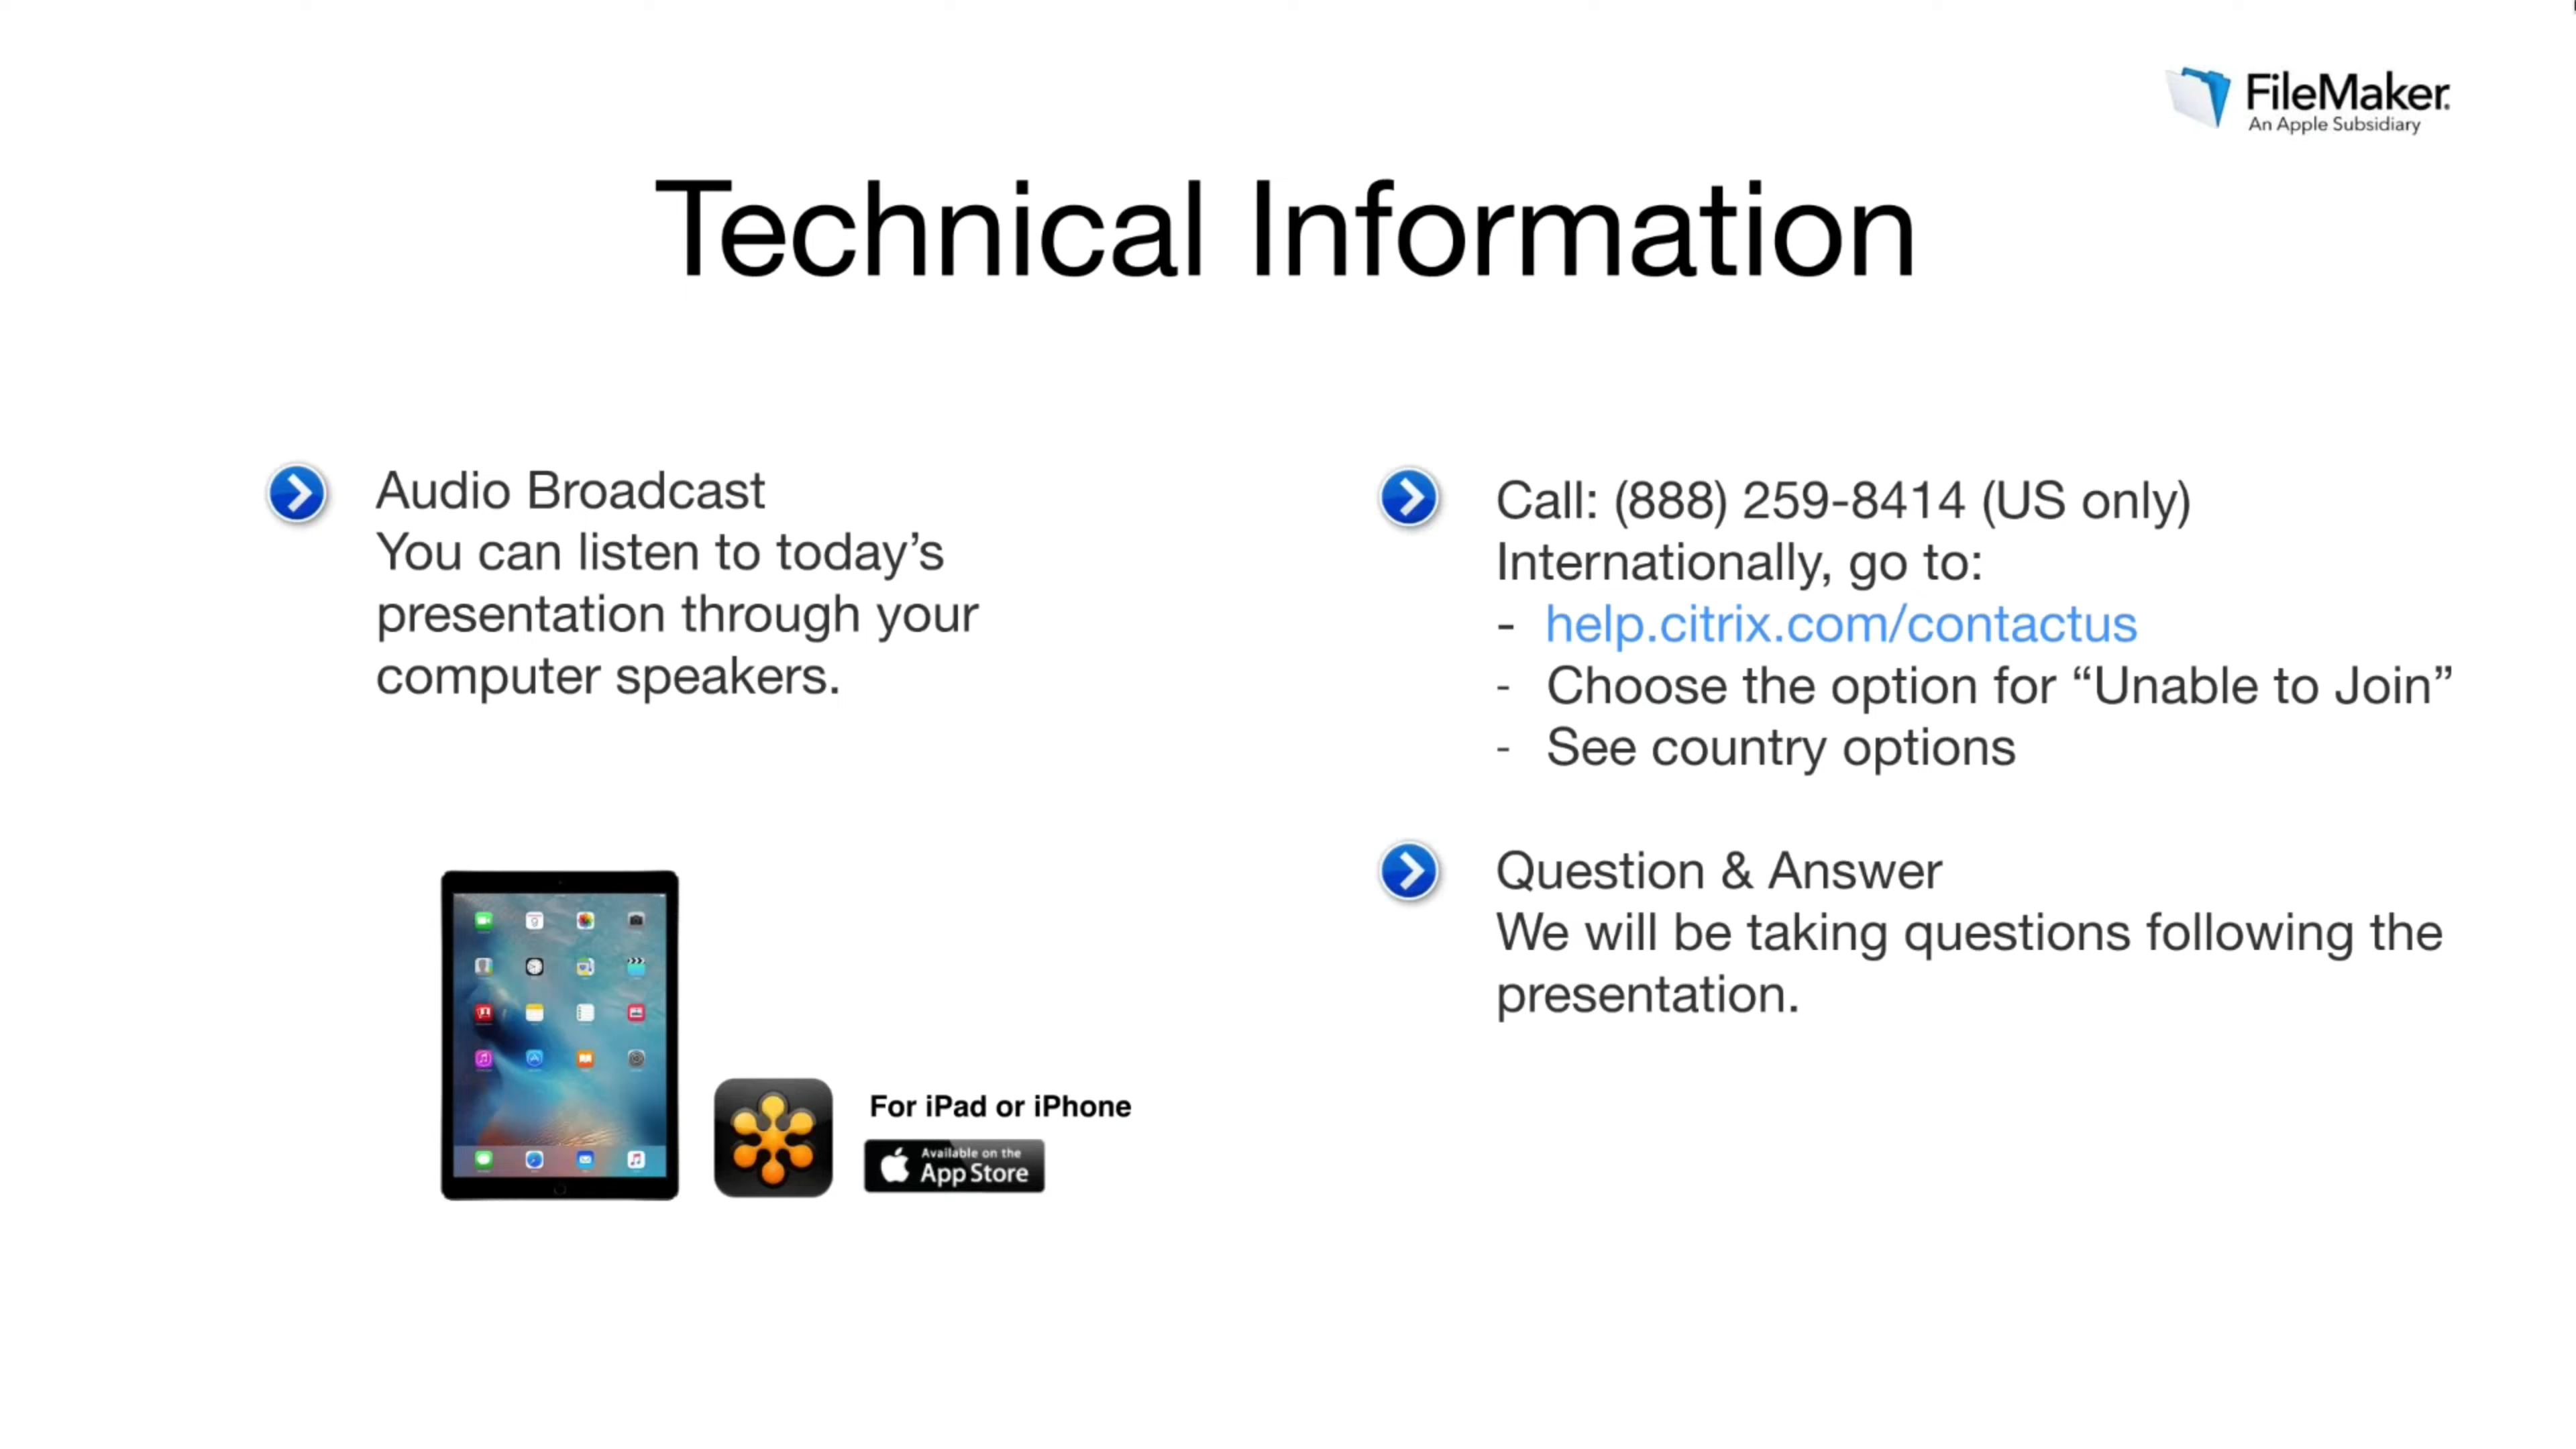 FileMaker.
An Apple Subsidiary
Technical Information
Audio Broadcast
You can listen to today’s
presentation through your
computer speakers.
For iPad or iPhone
Available on the
App Store
Call: (888) 259-8414 (US only)
Internationally, go to:
- help.citrix.com/contactus
- Choose the option for “Unable to Join”
- See country options
Question & Answer
We will be taking questions following the
presentation.